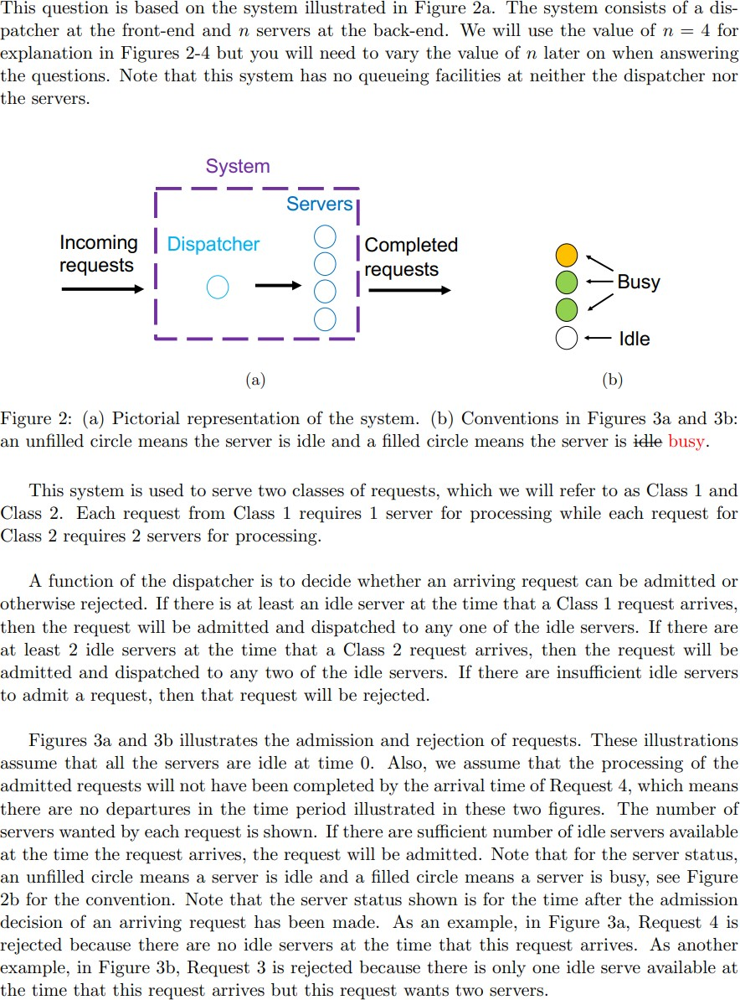 This question is based on the system illustrated in Figure 2a. The system consists of a dis-
patcher at the front-end and n servers at the back-end. We will use the value of n = 4 for
explanation in Figures 2-4 but you will need to vary the value of n later on when answering
the questions. Note that this system has no queueing facilities at neither the dispatcher nor
the servers.
System
Servers
Incoming
requests
Dispatcher
Completed
requests
Busy
Idle
(a)
(b)
Figure 2: (a) Pictorial representation of the system. (b) Conventions in Figures 3a and 3b:
an unfilled circle means the server is idle and a filled circle means the server is idle busy.
This system is used to serve two classes of requests, which we will refer to as Class 1 and
Class 2. Each request from Class 1 requires 1 server for processing while each request for
Class 2 requires 2 servers for processing.
A function of the dispatcher is to decide whether an arriving request can be admitted or
otherwise rejected. If there is at least an idle server at the time that a Class 1 request arrives,
then the request will be admitted and dispatched to any one of the idle servers. If there are
at least 2 idle servers at the time that a Class 2 request arrives, then the request will be
admitted and dispatched to any two of the idle servers. If there are insufficient idle servers
to admit a request, then that request will be rejected.
Figures 3a and 3b illustrates the admission and rejection of requests. These illustrations
assume that all the servers are idle at time 0. Also, we assume that the processing of the
admitted requests will not have been completed by the arrival time of Request 4, which means
there are no departures in the time period illustrated in these two figures. The number of
servers wanted by each request is shown. If there are sufficient number of idle servers available
at the time the request arrives, the request will be admitted. Note that for the server status,
an unfilled circle means a server is idle and a filled circle means a server is busy, see Figure
2b for the convention. Note that the server status shown is for the time after the admission
decision of an arriving request has been made. As an example, in Figure 3a, Request 4 is
rejected because there are no idle servers at the time that this request arrives. As another
example, in Figure 3b, Request 3 is rejected because there is only one idle serve available at
the time that this request arrives but this request wants two servers.